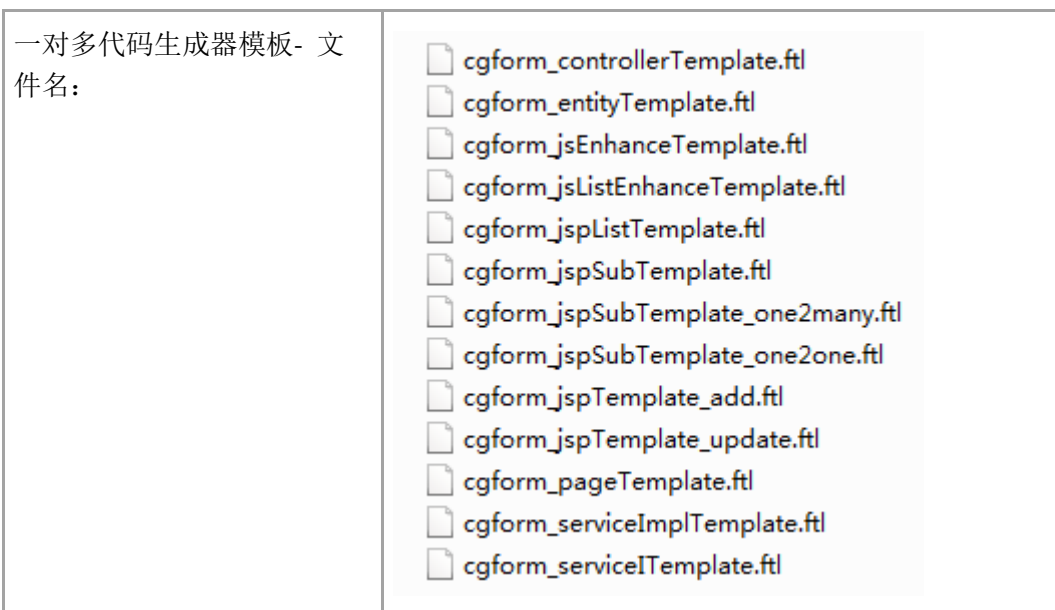 一对多代码生成器模板- 文
件名：
cgform_controllerTemplate.ftl
cgform_entityTemplate.ftl
cgform_jsEnhanceTemplate.ftl
cgform_jsListEnhanceTemplate.ftl
cgform_jspListTemplate.ftl
cgform_jspSubTemplate.ftl
cgform_jspSubTemplate_one2many.ftl
cgform_jspSubTemplate_one2one.ftl
cgform_jspTemplate_add.ftl
cgform_jspTemplate_update.ftl
cgform_pageTemplate.ftl
cgform_serviceImplTemplate.ftl
cgform_serviceITemplate.ftl